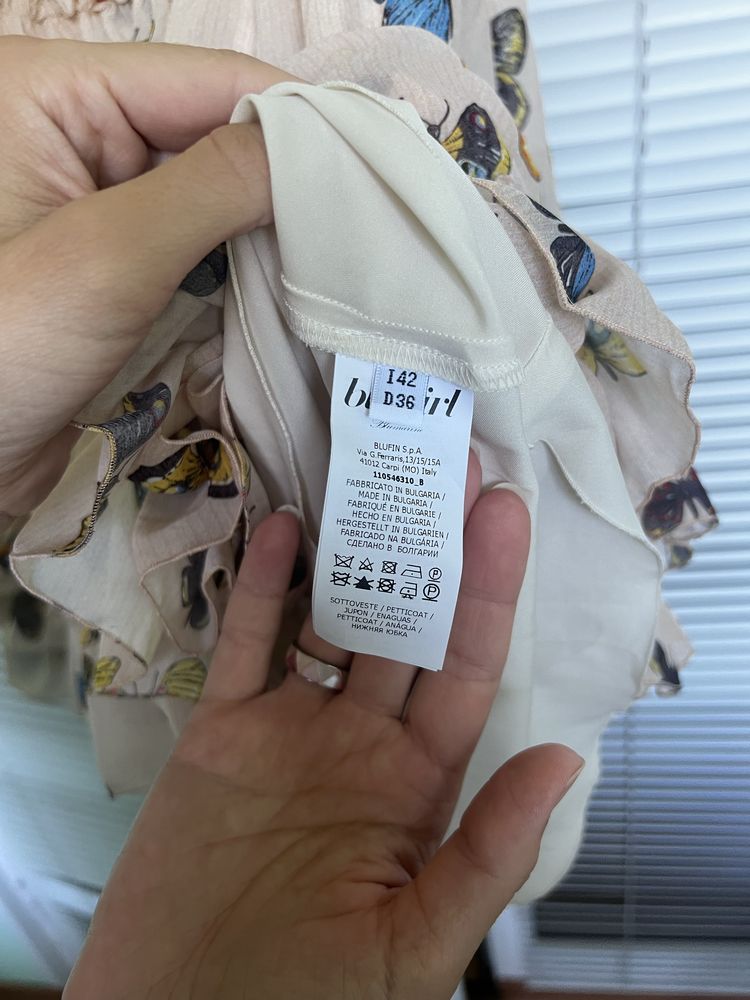 I42
D36
Blumarine
BLUFIN S.p.A.
Via G.Ferraris,13/15/15A
41012 Carpi (MO) Italy
110546310_B
FABBRICATO IN BULGARIA /
MADE IN BULGARIA /
FABRIQUÉ EN BULGARIE /
HECHO EN BULGARIA /
HERGESTELLT IN BULGARIEN /
FABRICADO NA BULGÁRIA /
СДЕЛАНО В БОЛГАРИИ
P
P
SOTTOVESTE / PETTICOAT /
JUPON / ENAGUAS /
PETTICOAT / ANÁGUA /
НИЖНЯЯ ЮБКА